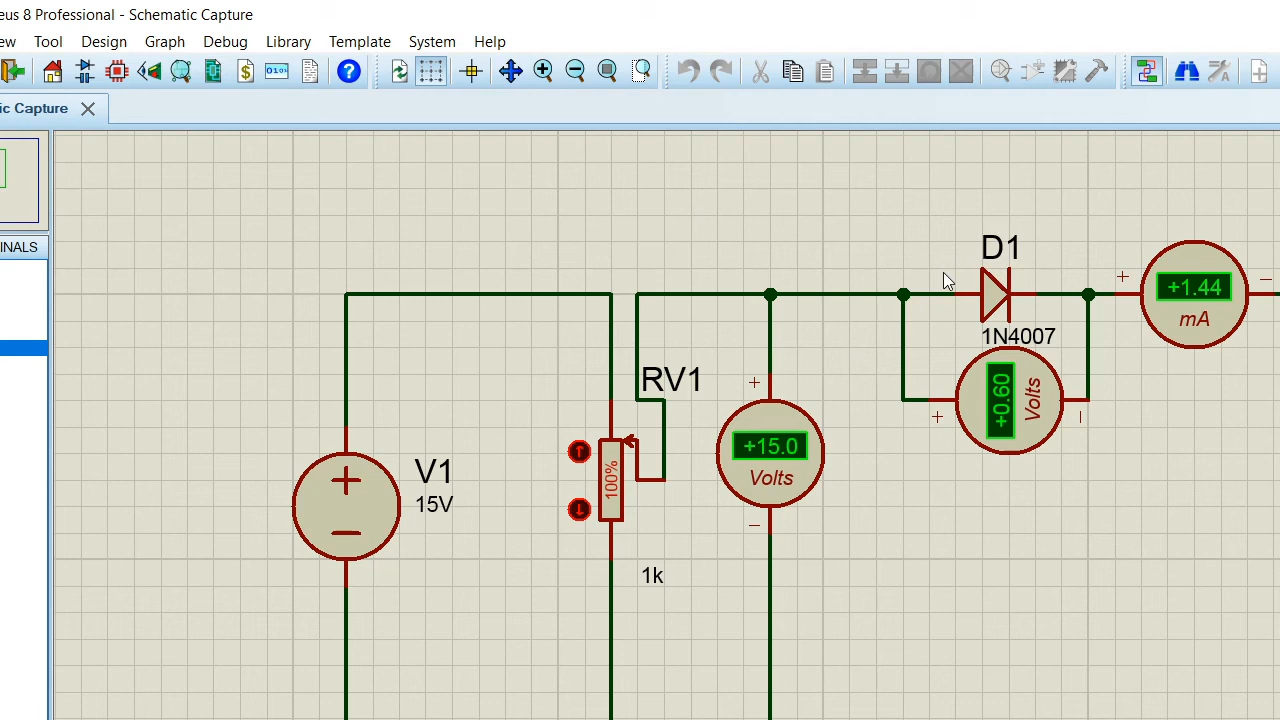 eus 8 Professional - Schematic Capture
ew Tool Design Graph Debug Library Template System Help
$ 0101 ?
ic Capture
INALS
D1
+ +1.44 −
mA
1N4007
RV1
+
+ +0.60 −
Volts
+15.0
Volts
−
100%
V1
15V
+
−
1k